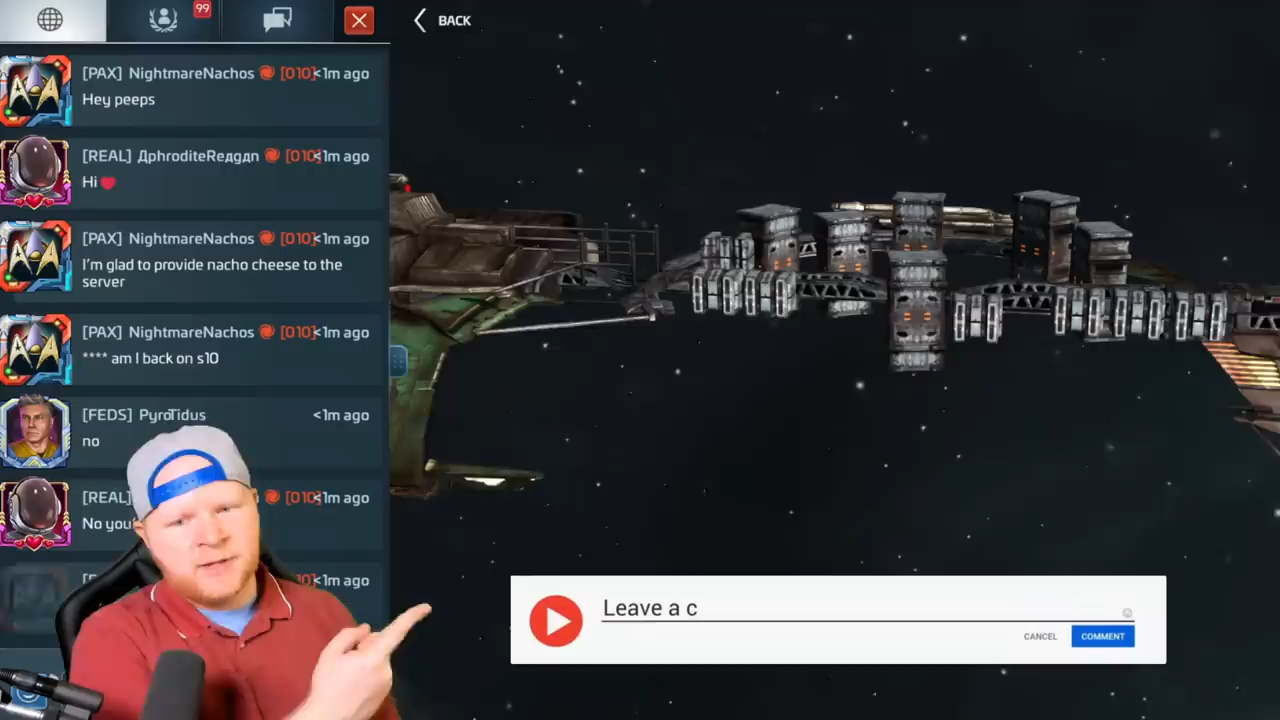 99
BACK
[PAX] NightmareNachos [010] <1m ago
Hey peeps
[REAL] ДphroditeReдgдn [010] <1m ago
Hi
[PAX] NightmareNachos [010] <1m ago
I'm glad to provide nacho cheese to the
server
[PAX] NightmareNachos [010] <1m ago
**** am I back on s10
[FEDS] PyroTidus <1m ago
no
[REAL] [010] <1m ago
No you
<1m ago
Leave a c
CANCEL COMMENT